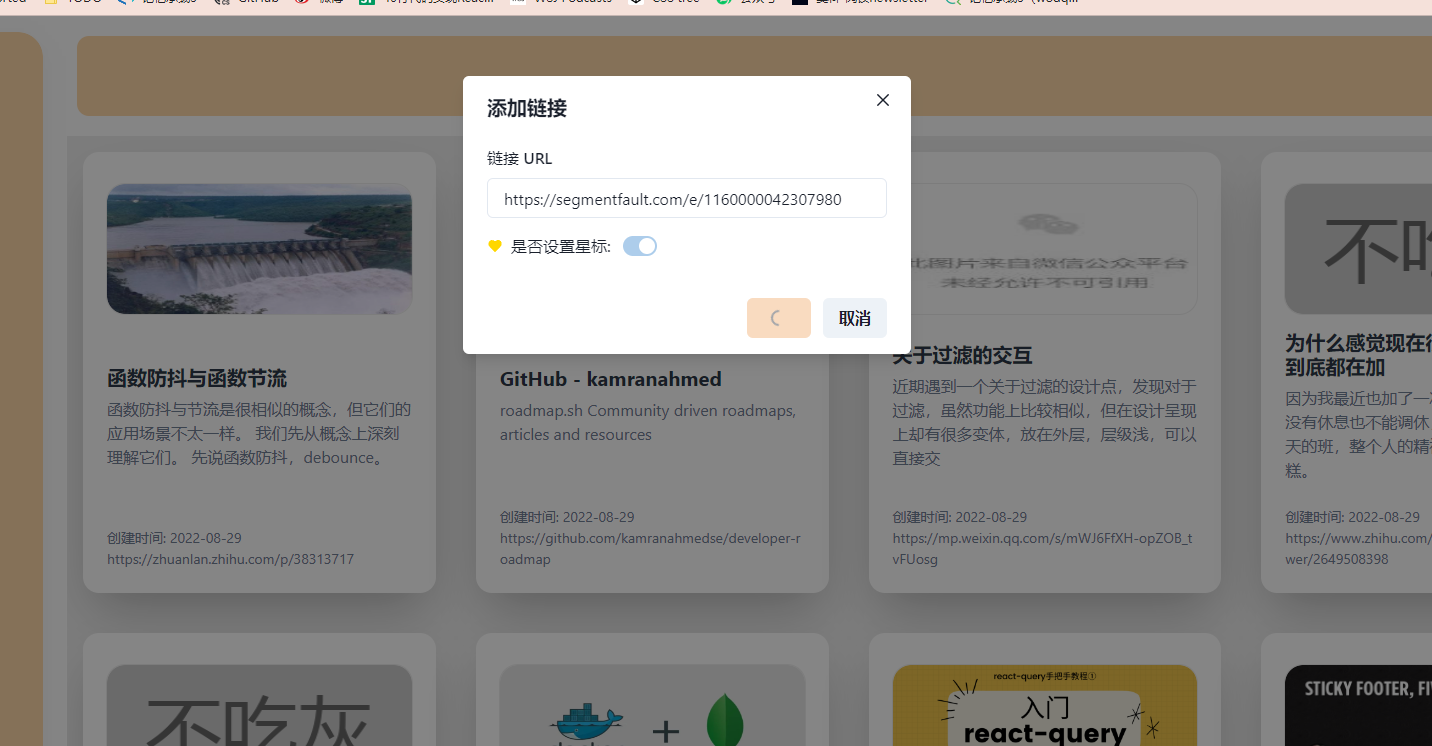 TODO
GitHub
微博
WSJ Podcasts
公众号
添加链接
链接 URL
https://segmentfault.com/e/1160000042307980
是否设置星标:
取消
此图片来自微信公众平台
未经允许不可引用
不吃
函数防抖与函数节流
函数防抖与节流是很相似的概念，但它们的
应用场景不太一样。 我们先从概念上深刻
理解它们。 先说函数防抖，debounce。
创建时间: 2022-08-29
https://zhuanlan.zhihu.com/p/38313717
GitHub - kamranahmed
roadmap.sh Community driven roadmaps,
articles and resources
创建时间: 2022-08-29
https://github.com/kamranahmedse/developer-r
oadmap
关于过滤的交互
近期遇到一个关于过滤的设计点，发现对于
过滤，虽然功能上比较相似，但在设计呈现
上却有很多变体，放在外层，层级浅，可以
直接交
创建时间: 2022-08-29
https://mp.weixin.qq.com/s/mWJ6FfXH-opZOB_t
vFUosg
为什么感觉现在很
到底都在加
因为我最近也加了一
没有休息也不能调休
天的班，整个人的精神
糕。
创建时间: 2022-08-29
https://www.zhihu.com/
wer/2649508398
不吃灰
+
react-query手把手教程①
入门
react-query
STICKY FOOTER, FI